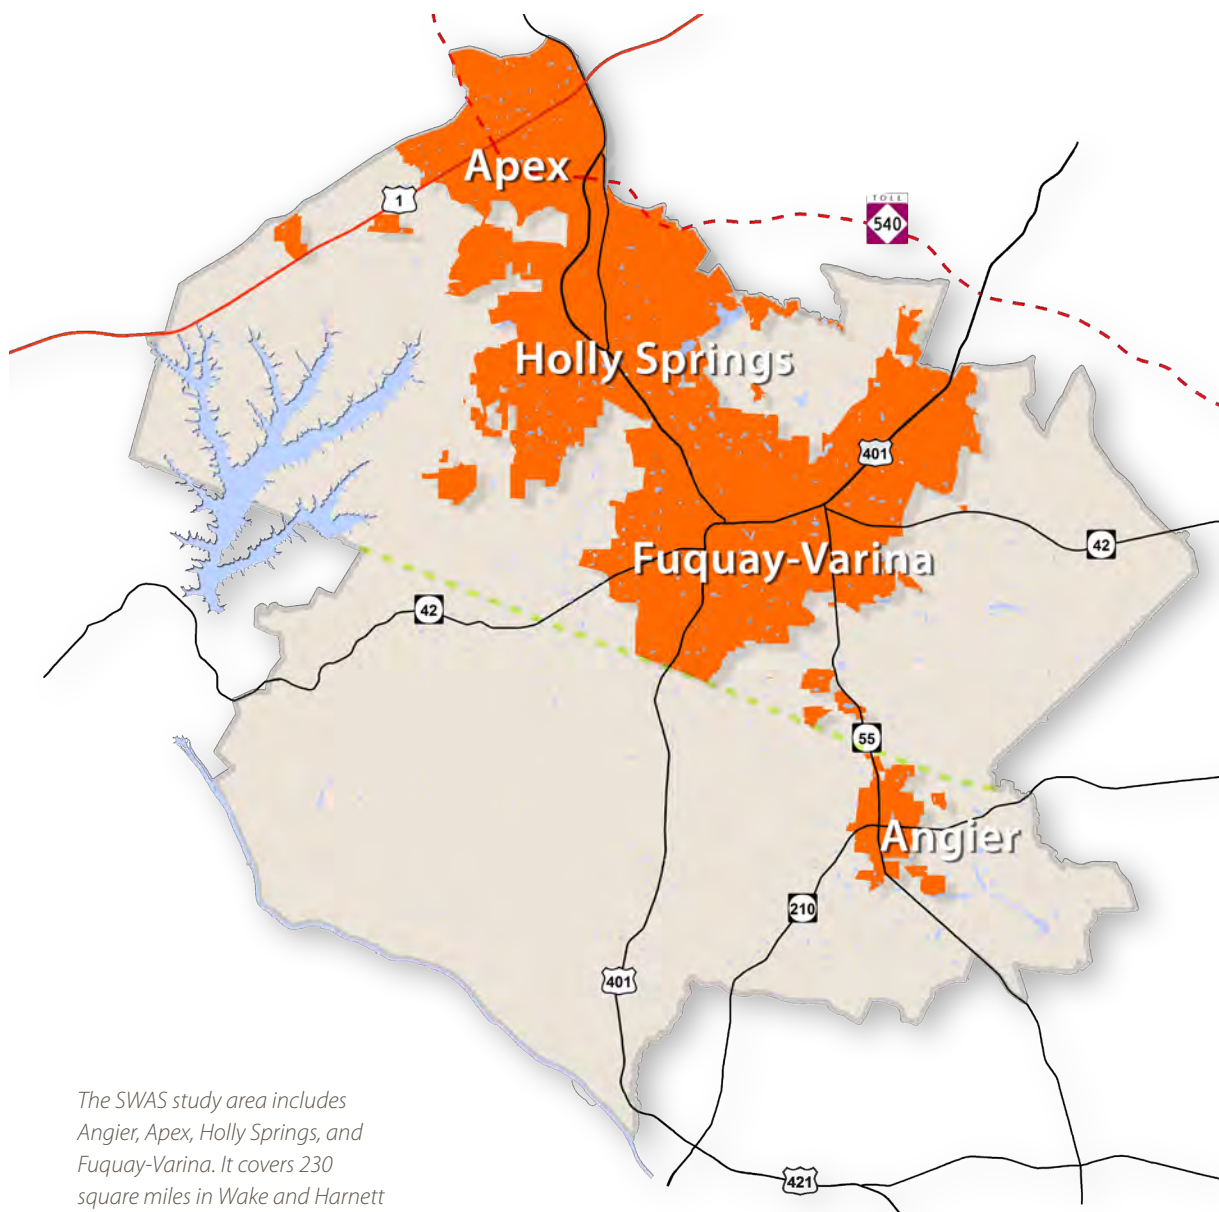 TOLL
540
Apex
1
Holly Springs
401
Fuquay-Varina
42
42
55
Angier
210
401
The SWAS study area includes
Angier, Apex, Holly Springs, and
Fuquay-Varina. It covers 230
square miles in Wake and Harnett
421